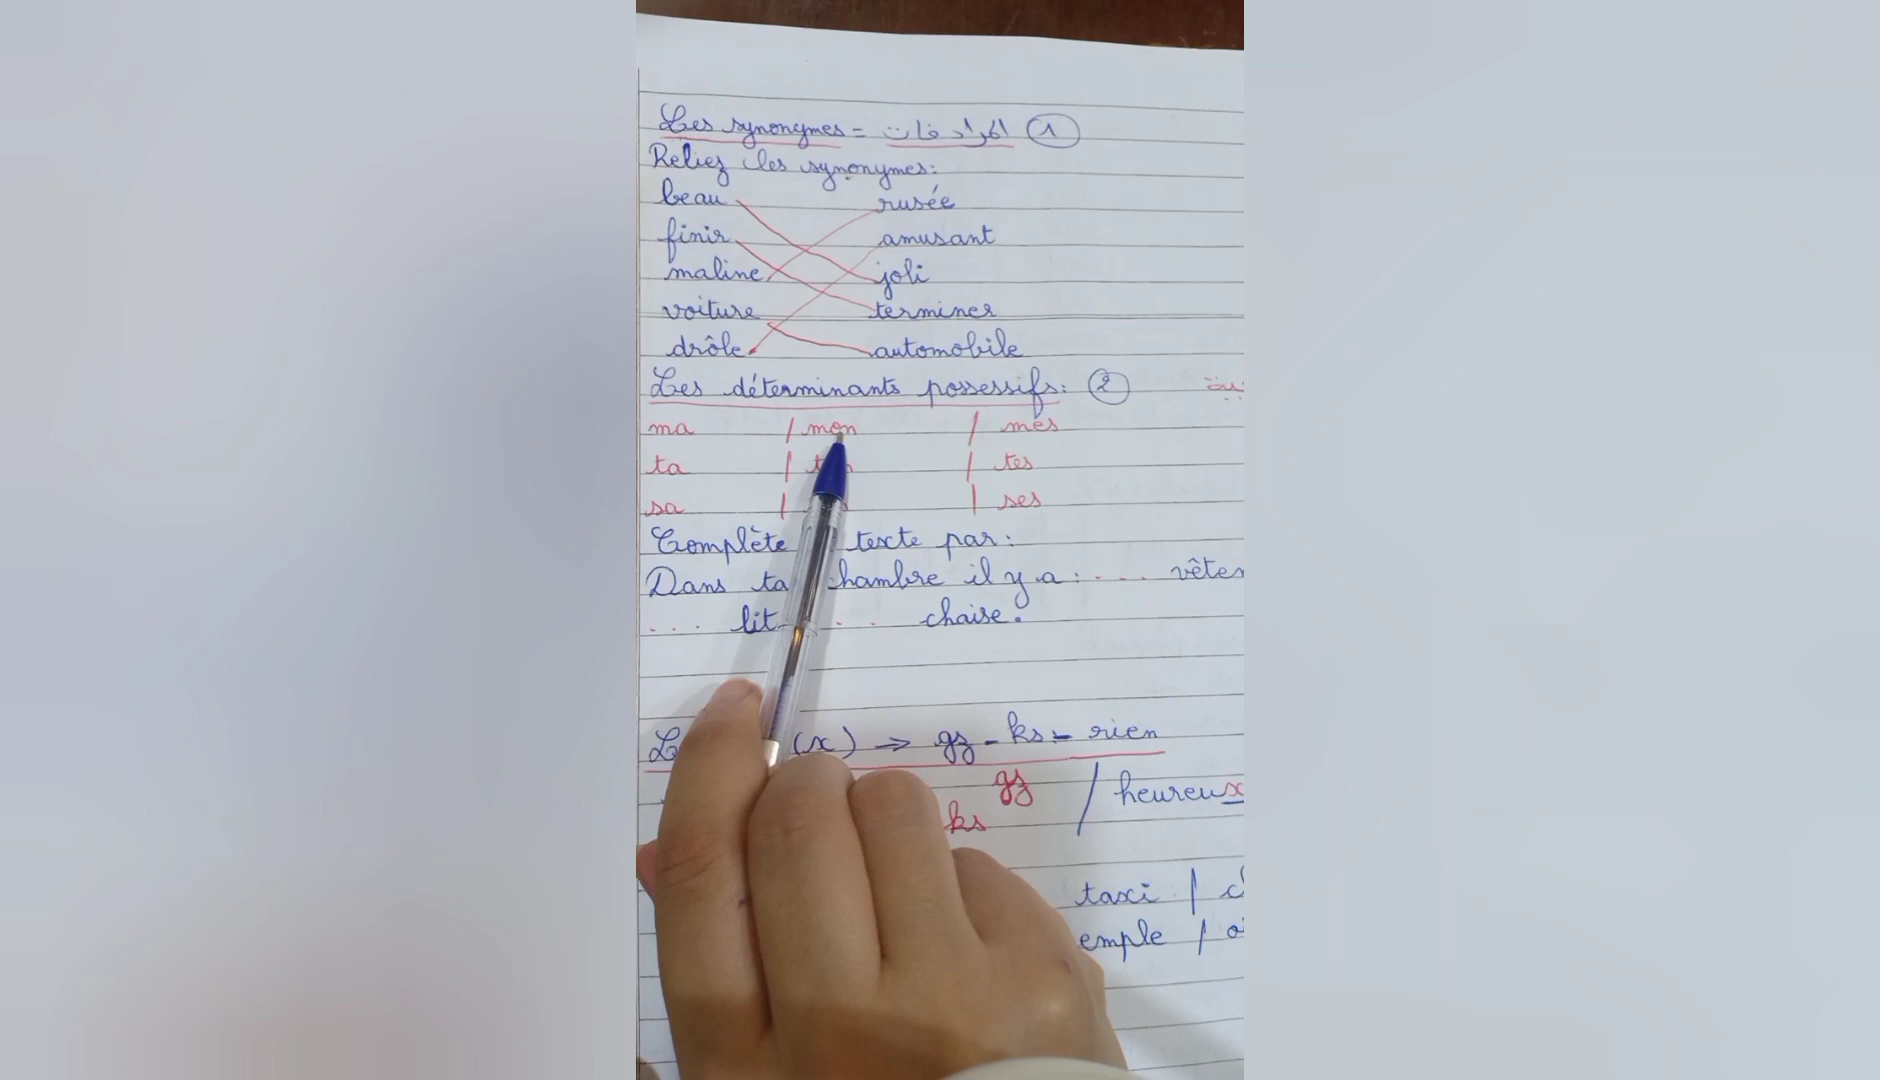 Les synonymes = المرادفات 1
Reliez les synonymes:
beau rusée
finir amusant
maline joli
voiture terminer
drôle automobile
Les déterminants possessifs: 2
ma / mon / mes
ta / / tes
sa / / ses
Complète texte par:
Dans ta chambre il y a: ... vête
... lit ... chaise.
(x) → gz - ks - rien
gz / heureux
ks
taxi /
emple /